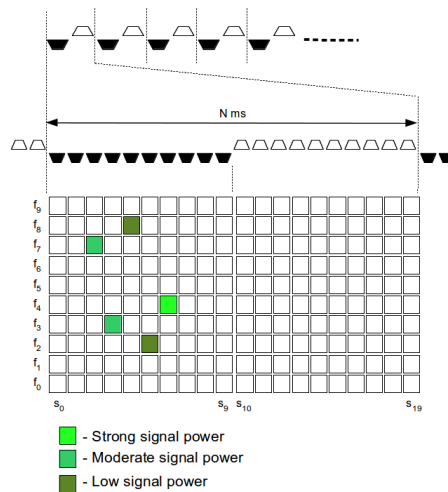 N ms
f9
f8
f7
f6
f5
f4
f3
f2
f1
f0
s0 s9 s10 s19
- Strong signal power
- Moderate signal power
- Low signal power